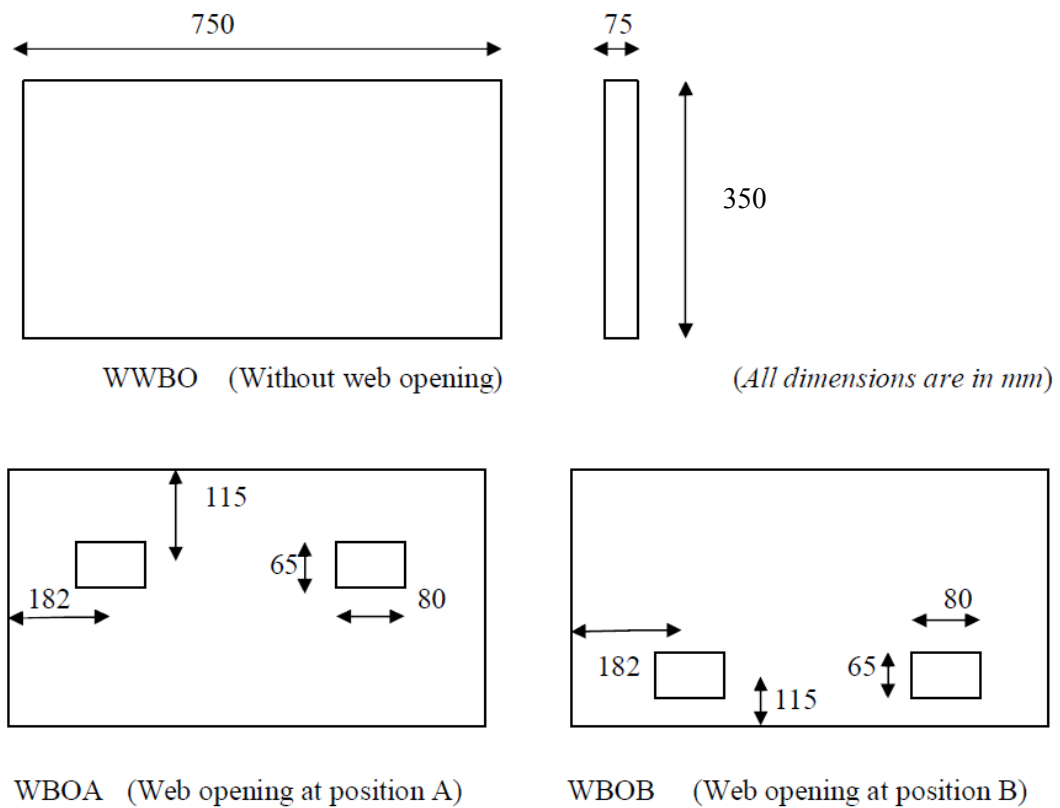 750
75
350
WWBO (Without web opening)
(All dimensions are in mm)
115
65
182
80
80
182
65
115
WBOA (Web opening at position A)
WBOB (Web opening at position B)